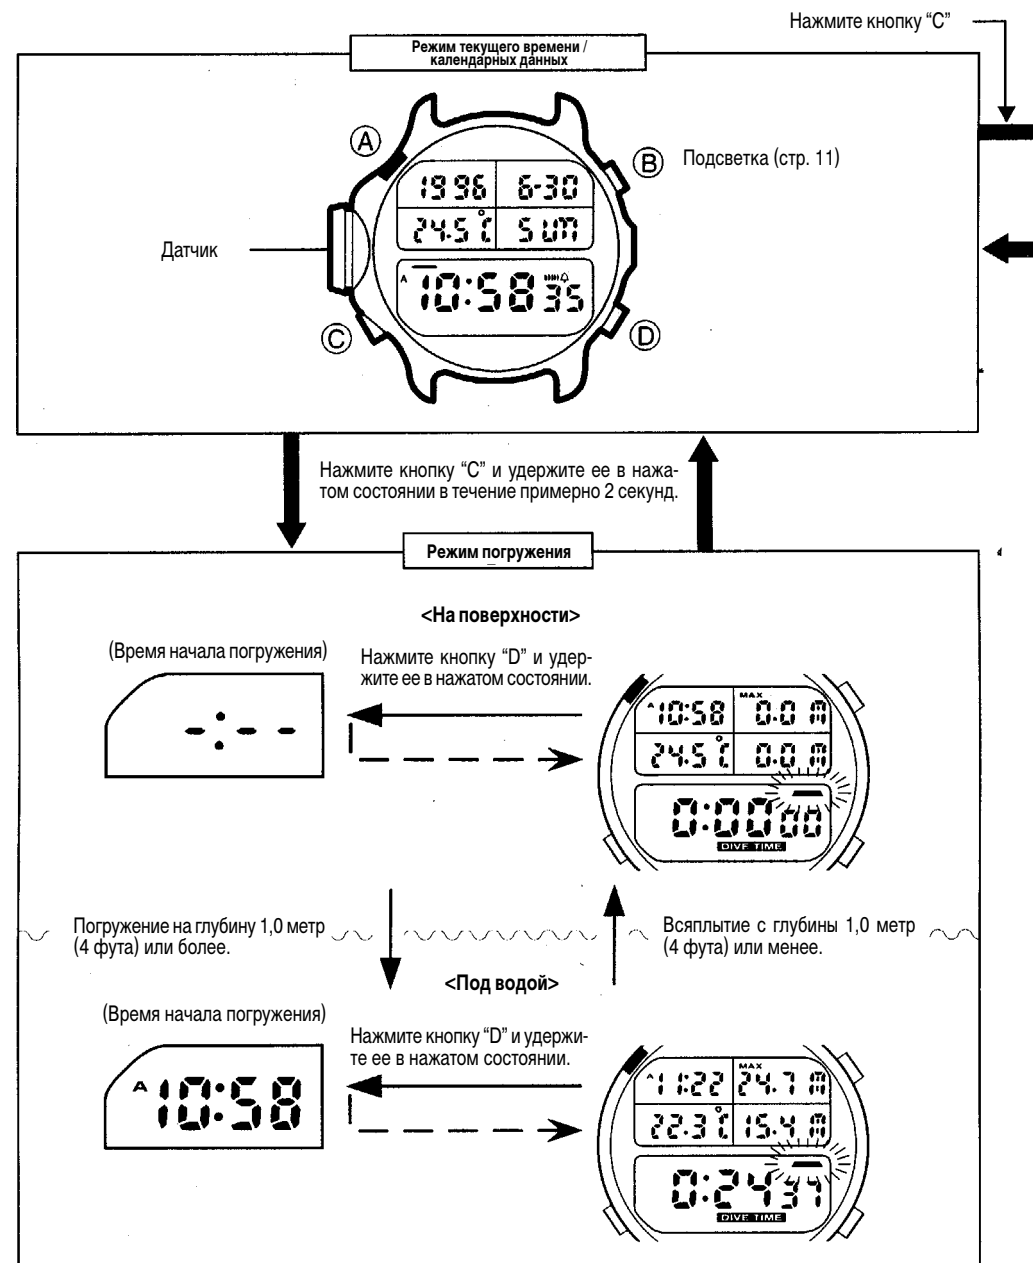 Нажмите кнопку “C”
Режим текущего времени /
календарных данных
A
B
Подсветка (стр. 11)
1996 6-30
24.5°C SUN
Датчик
A 10:58 35
C
D
Нажмите кнопку “C” и удержите ее в нажа-
том состоянии в течение примерно 2 секунд.
Режим погружения
<На поверхности>
(Время начала погружения)
Нажмите кнопку “D” и удер-
жите ее в нажатом состоянии.
-:--
A 10:58 MAX 0.0 M
24.5°C 0.0 M
0:00 00
DIVE TIME
Погружение на глубину 1,0 метр
(4 фута) или более.
Всяплытие с глубины 1,0 метр
(4 фута) или менее.
<Под водой>
(Время начала погружения)
Нажмите кнопку “D” и удержи-
те ее в нажатом состоянии.
A 10:58
A 11:22 MAX 24.7 M
22.3°C 15.4 M
0:24 37
DIVE TIME